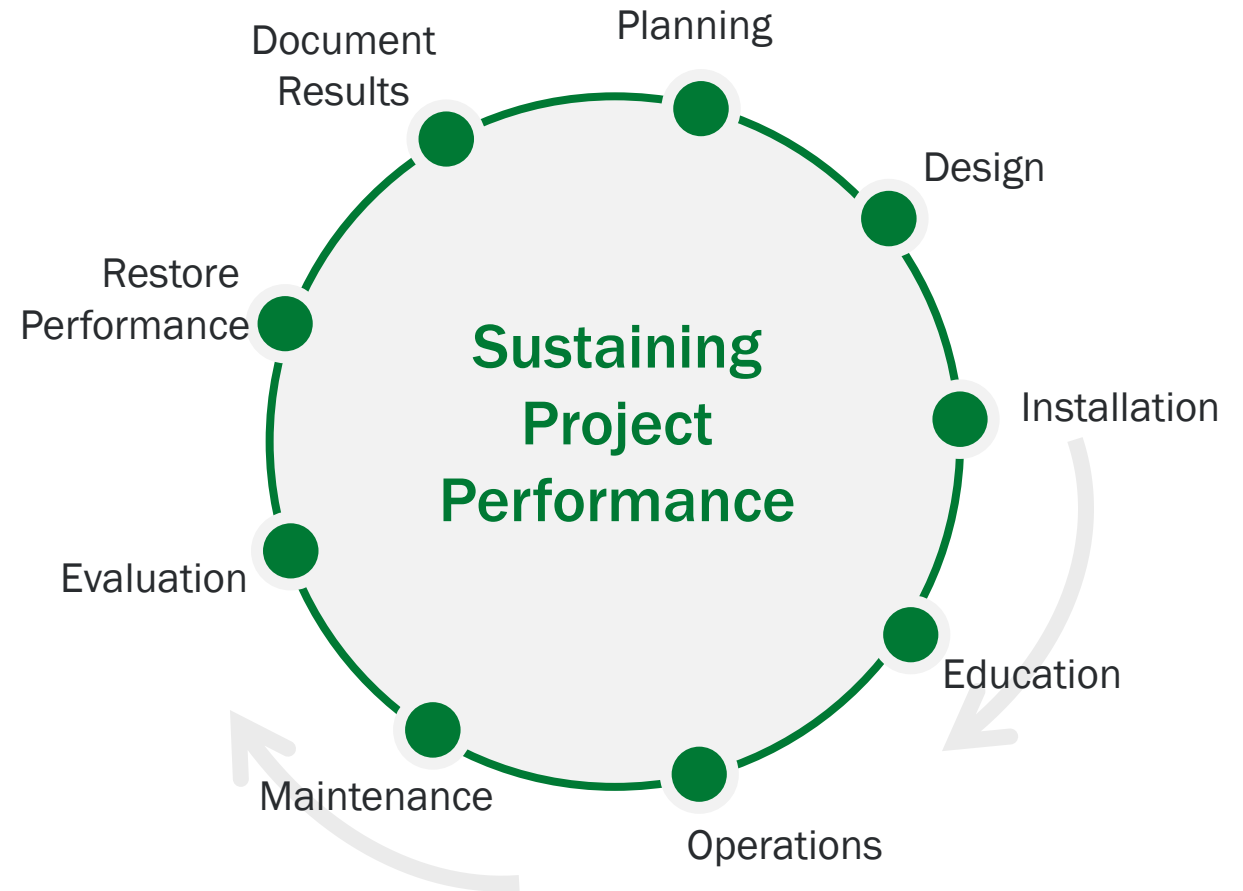 Planning
Design
Installation
Education
Operations
Maintenance
Evaluation
Restore
Performance
Document
Results
Sustaining
Project
Performance